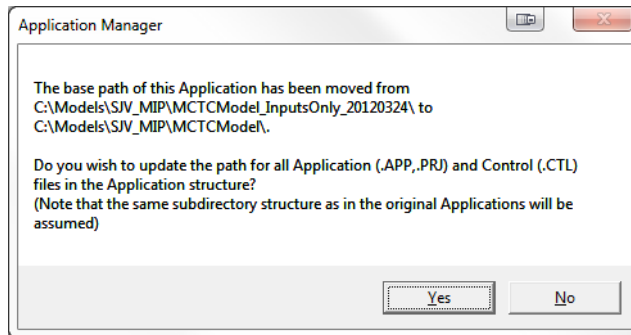 Application Manager
The base path of this Application has been moved from
C:\Models\SJV_MIP\MCTCModel_InputsOnly_20120324\ to
C:\Models\SJV_MIP\MCTCModel\.
Do you wish to update the path for all Application (.APP,.PRJ) and Control (.CTL)
files in the Application structure?
(Note that the same subdirectory structure as in the original Applications will be
assumed)
Yes
No